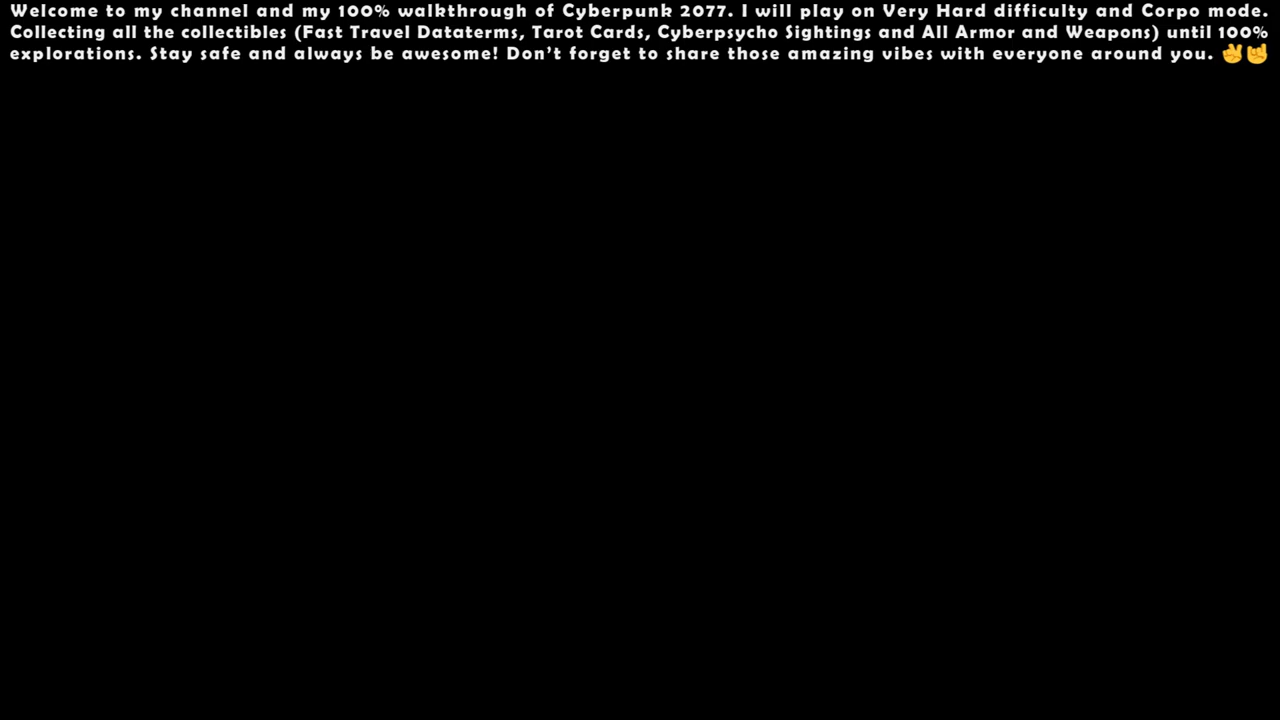 Welcome to my channel and my 100% walkthrough of Cyberpunk 2077. I will play on Very Hard difficulty and Corpo mode.
Collecting all the collectibles (Fast Travel Dataterms, Tarot Cards, Cyberpsycho Sightings and All Armor and Weapons) until 100%
explorations. Stay safe and always be awesome! Don’t forget to share those amazing vibes with everyone around you. ✌🤘